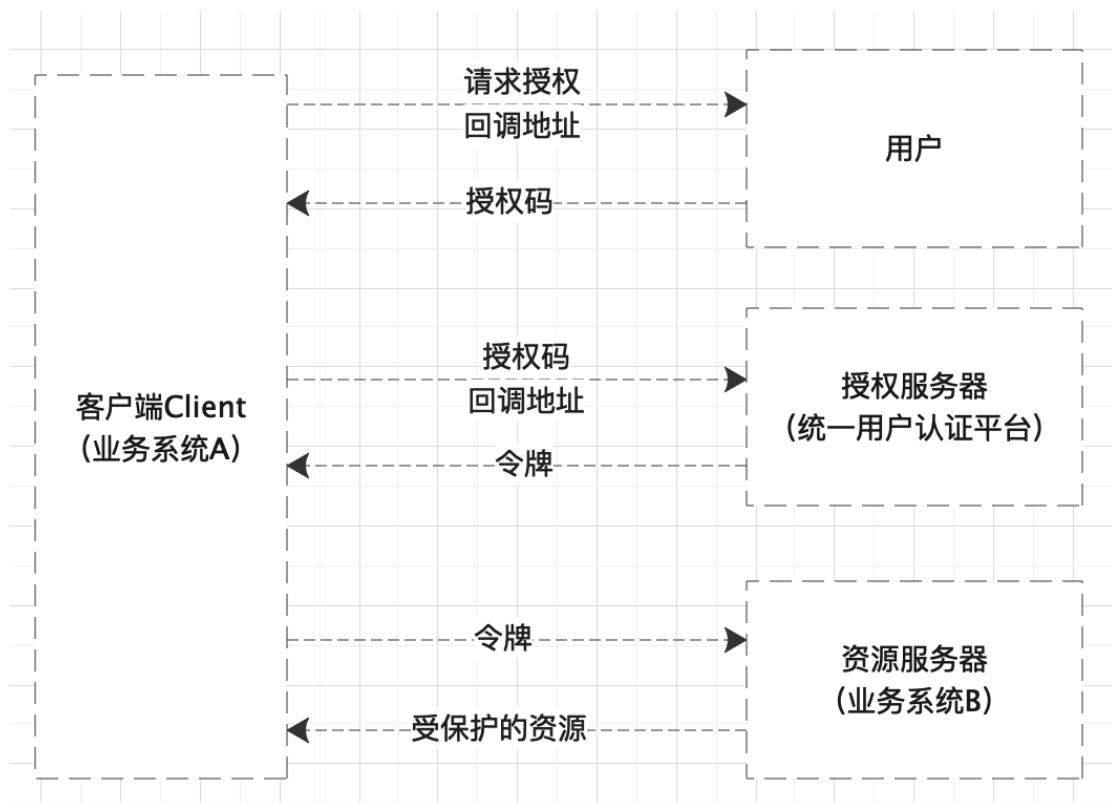 请求授权
回调地址
用户
授权码
授权码
回调地址
客户端Client
（业务系统A）
授权服务器
（统一用户认证平台）
令牌
令牌
资源服务器
（业务系统B）
受保护的资源